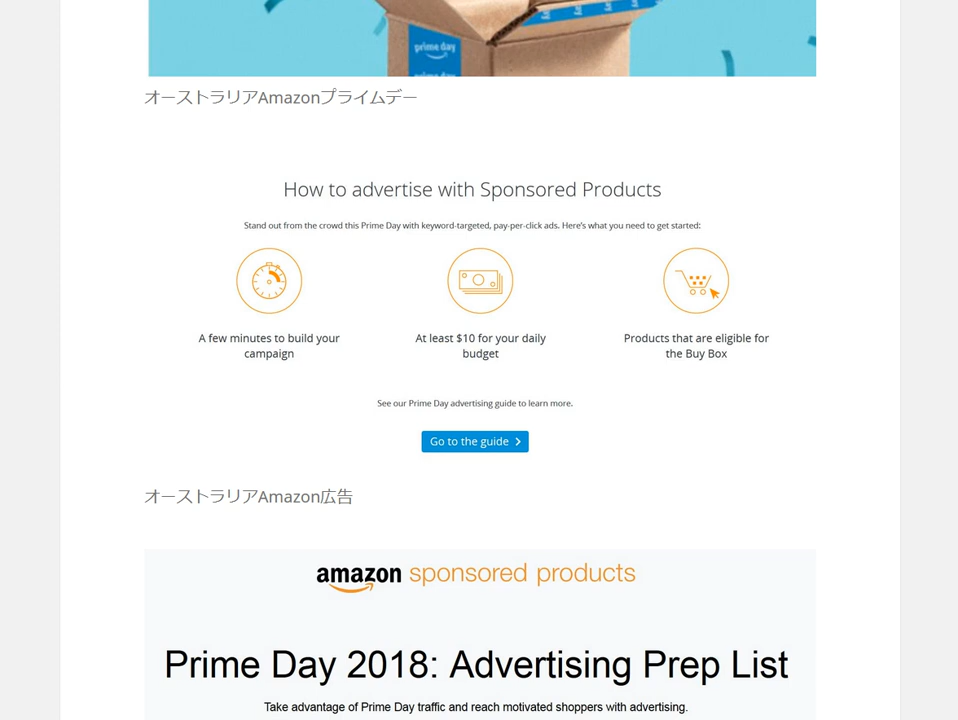 prime day
prime day
オーストラリアAmazonプライムデー
How to advertise with Sponsored Products
Stand out from the crowd this Prime Day with keyword-targeted, pay-per-click ads. Here's what you need to get started:
A few minutes to build your
campaign
At least $10 for your daily
budget
Products that are eligible for
the Buy Box
See our Prime Day advertising guide to learn more.
Go to the guide
オーストラリアAmazon広告
amazon sponsored products
Prime Day 2018: Advertising Prep List
Take advantage of Prime Day traffic and reach motivated shoppers with advertising.